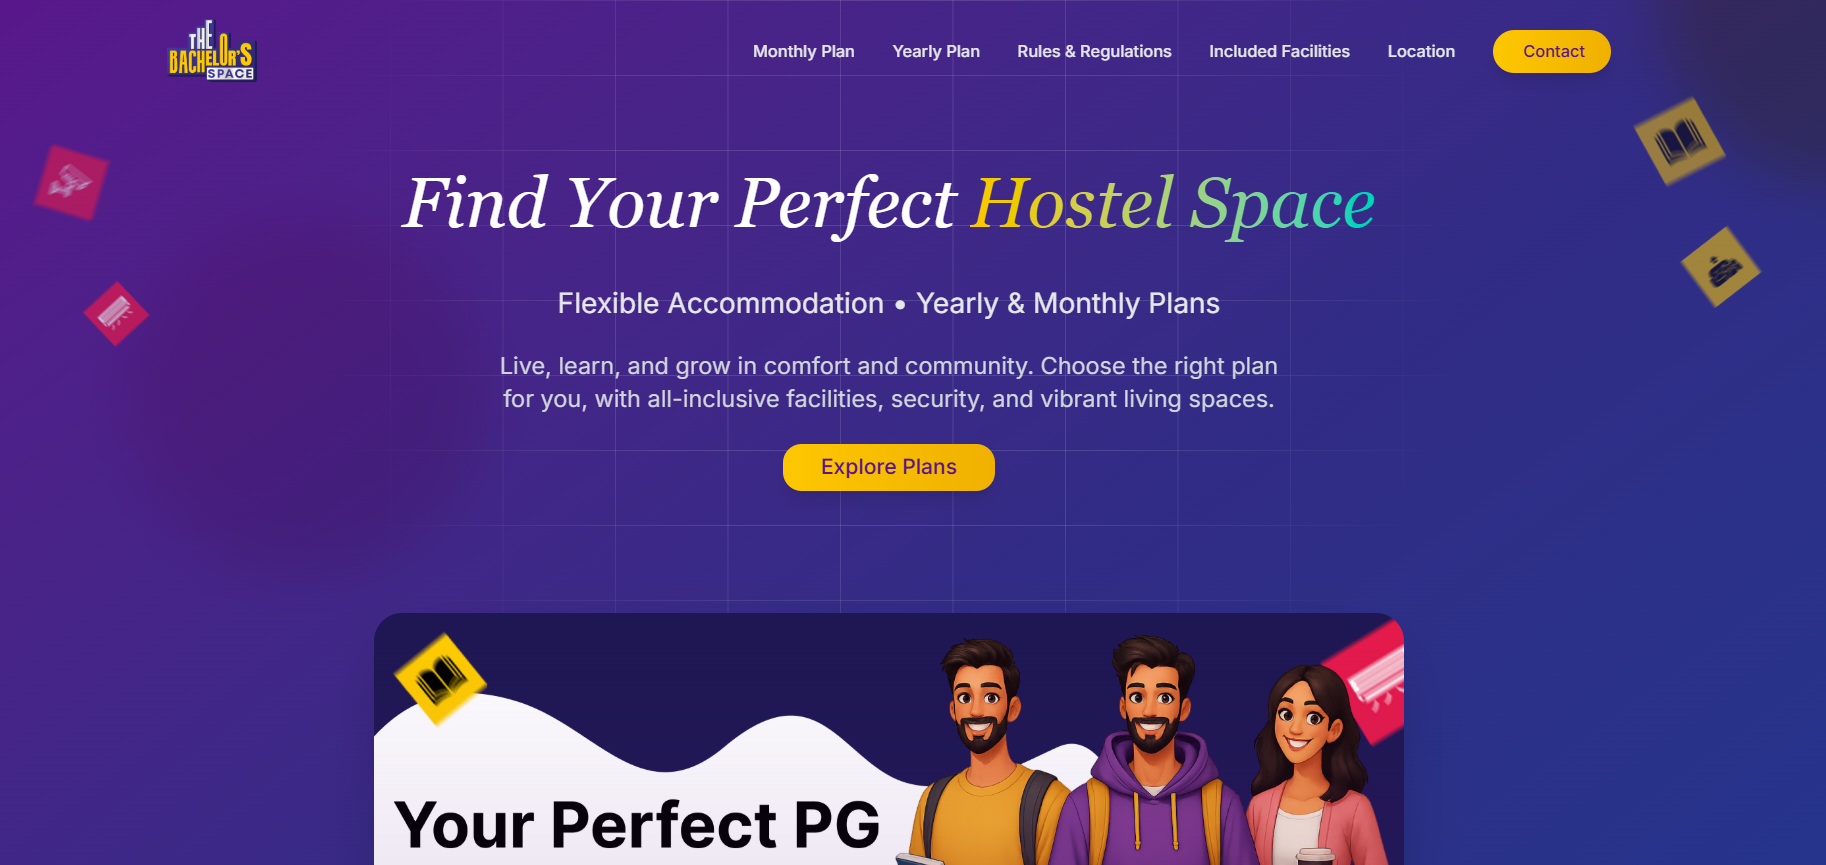 THE
BACHELOR'S
SPACE
Monthly Plan
Yearly Plan
Rules & Regulations
Included Facilities
Location
Contact
Find Your Perfect Hostel Space
Flexible Accommodation • Yearly & Monthly Plans
Live, learn, and grow in comfort and community. Choose the right plan
for you, with all-inclusive facilities, security, and vibrant living spaces.
Explore Plans
Your Perfect PG